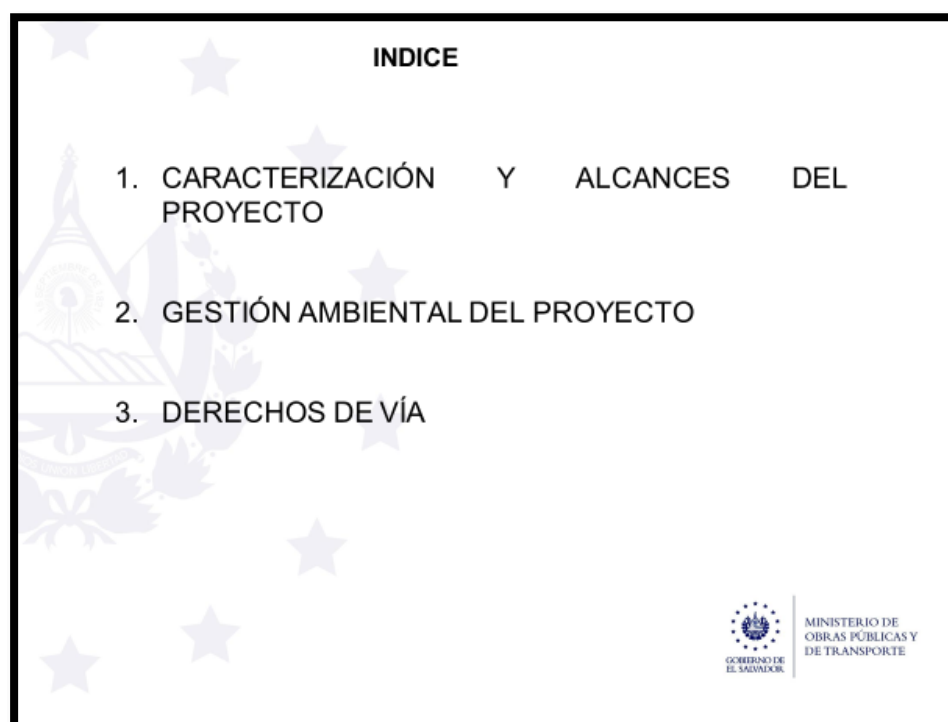 INDICE
1. CARACTERIZACIÓN Y ALCANCES DEL
PROYECTO
2. GESTIÓN AMBIENTAL DEL PROYECTO
3. DERECHOS DE VÍA
GOBIERNO DE
EL SALVADOR
MINISTERIO DE
OBRAS PÚBLICAS Y
DE TRANSPORTE